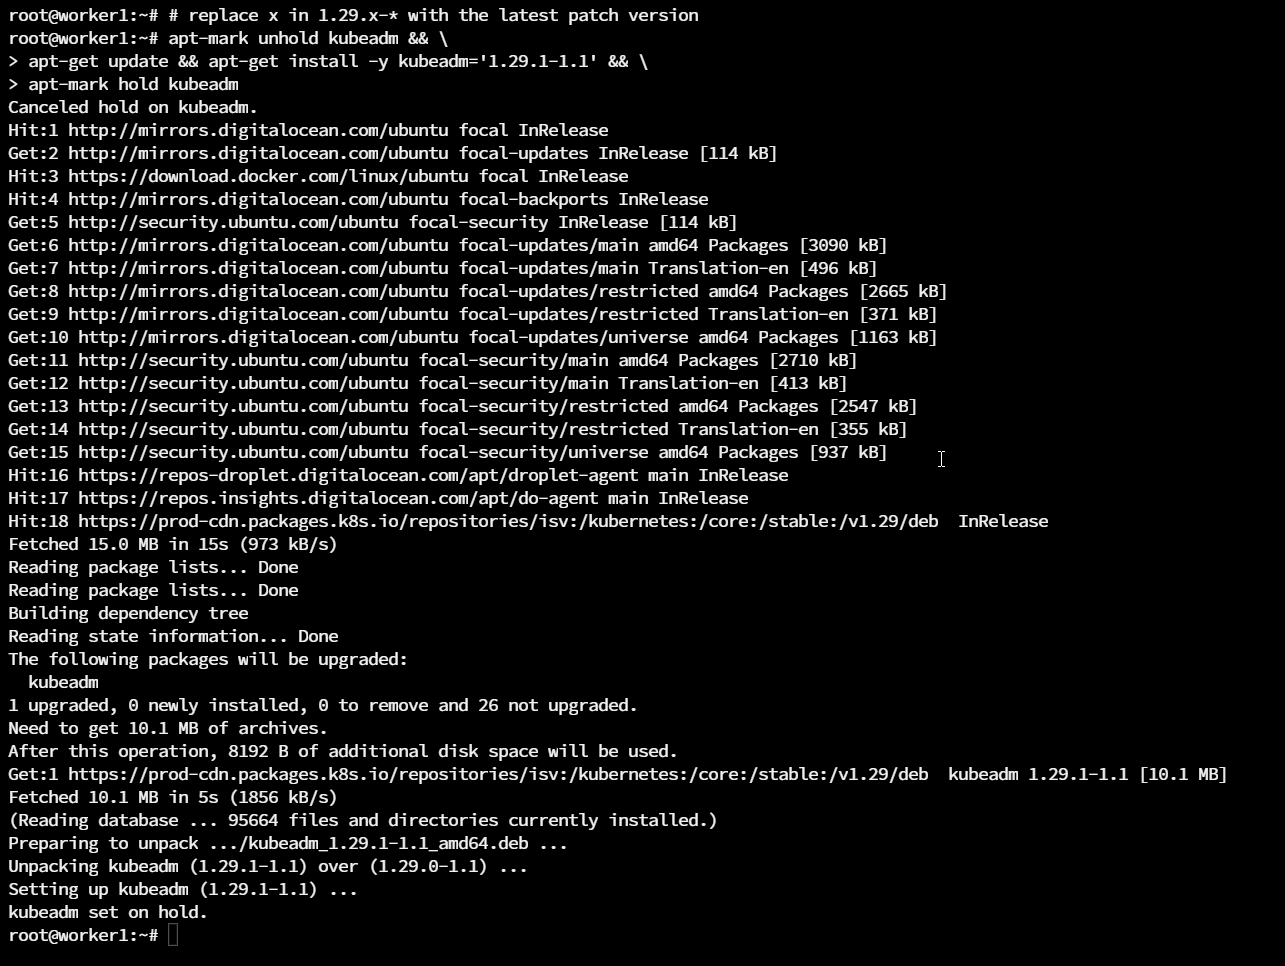 root@worker1:~# # replace x in 1.29.x-* with the latest patch version
root@worker1:~# apt-mark unhold kubeadm && \
> apt-get update && apt-get install -y kubeadm='1.29.1-1.1' && \
> apt-mark hold kubeadm
Canceled hold on kubeadm.
Hit:1 http://mirrors.digitalocean.com/ubuntu focal InRelease
Get:2 http://mirrors.digitalocean.com/ubuntu focal-updates InRelease [114 kB]
Hit:3 https://download.docker.com/linux/ubuntu focal InRelease
Hit:4 http://mirrors.digitalocean.com/ubuntu focal-backports InRelease
Get:5 http://security.ubuntu.com/ubuntu focal-security InRelease [114 kB]
Get:6 http://mirrors.digitalocean.com/ubuntu focal-updates/main amd64 Packages [3090 kB]
Get:7 http://mirrors.digitalocean.com/ubuntu focal-updates/main Translation-en [496 kB]
Get:8 http://mirrors.digitalocean.com/ubuntu focal-updates/restricted amd64 Packages [2665 kB]
Get:9 http://mirrors.digitalocean.com/ubuntu focal-updates/restricted Translation-en [371 kB]
Get:10 http://mirrors.digitalocean.com/ubuntu focal-updates/universe amd64 Packages [1163 kB]
Get:11 http://security.ubuntu.com/ubuntu focal-security/main amd64 Packages [2710 kB]
Get:12 http://security.ubuntu.com/ubuntu focal-security/main Translation-en [413 kB]
Get:13 http://security.ubuntu.com/ubuntu focal-security/restricted amd64 Packages [2547 kB]
Get:14 http://security.ubuntu.com/ubuntu focal-security/restricted Translation-en [355 kB]
Get:15 http://security.ubuntu.com/ubuntu focal-security/universe amd64 Packages [937 kB]
Hit:16 https://repos-droplet.digitalocean.com/apt/droplet-agent main InRelease
Hit:17 https://repos.insights.digitalocean.com/apt/do-agent main InRelease
Hit:18 https://prod-cdn.packages.k8s.io/repositories/isv:/kubernetes:/core:/stable:/v1.29/deb  InRelease
Fetched 15.0 MB in 15s (973 kB/s)
Reading package lists... Done
Reading package lists... Done
Building dependency tree
Reading state information... Done
The following packages will be upgraded:
  kubeadm
1 upgraded, 0 newly installed, 0 to remove and 26 not upgraded.
Need to get 10.1 MB of archives.
After this operation, 8192 B of additional disk space will be used.
Get:1 https://prod-cdn.packages.k8s.io/repositories/isv:/kubernetes:/core:/stable:/v1.29/deb  kubeadm 1.29.1-1.1 [10.1 MB]
Fetched 10.1 MB in 5s (1856 kB/s)
(Reading database ... 95664 files and directories currently installed.)
Preparing to unpack .../kubeadm_1.29.1-1.1_amd64.deb ...
Unpacking kubeadm (1.29.1-1.1) over (1.29.0-1.1) ...
Setting up kubeadm (1.29.1-1.1) ...
kubeadm set on hold.
root@worker1:~#